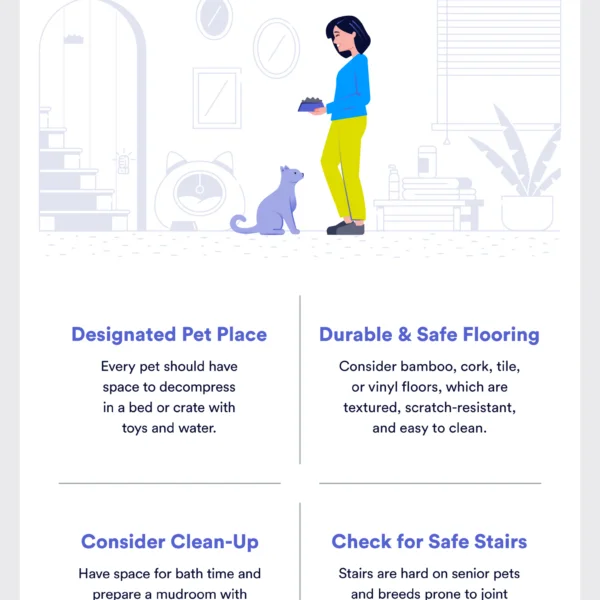 Designated Pet Place
Every pet should have
space to decompress
in a bed or crate with
toys and water.
Durable & Safe Flooring
Consider bamboo, cork, tile,
or vinyl floors, which are
textured, scratch-resistant,
and easy to clean.
Consider Clean-Up
Have space for bath time and
prepare a mudroom with
Check for Safe Stairs
Stairs are hard on senior pets
and breeds prone to joint